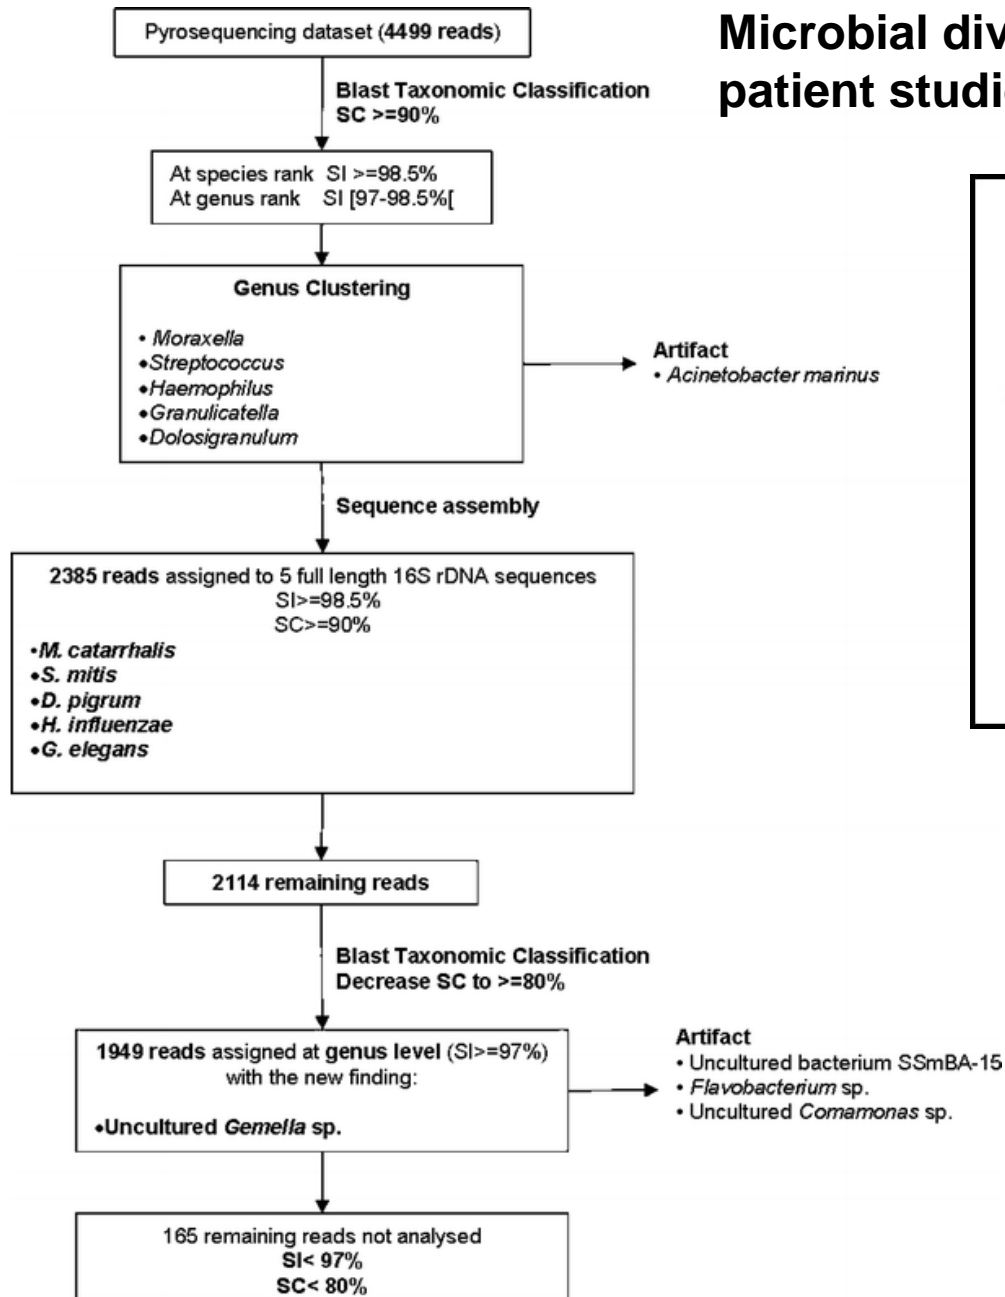 Microbial div
patient studi
Pyrosequencing dataset (4499 reads)
Blast Taxonomic Classification
SC >=90%
At species rank SI >=98.5%
At genus rank SI [97-98.5%[
Genus Clustering
• Moraxella
•Streptococcus
•Haemophilus
•Granulicatella
•Dolosigranulum
Artifact
• Acinetobacter marinus
Sequence assembly
2385 reads assigned to 5 full length 16S rDNA sequences
SI>=98.5%
SC>=90%
•M. catarrhalis
•S. mitis
•D. pigrum
•H. influenzae
•G. elegans
2114 remaining reads
Blast Taxonomic Classification
Decrease SC to >=80%
1949 reads assigned at genus level (SI>=97%)
with the new finding:
•Uncultured Gemella sp.
Artifact
• Uncultured bacterium SSmBA-15
• Flavobacterium sp.
• Uncultured Comamonas sp.
165 remaining reads not analysed
SI< 97%
SC< 80%